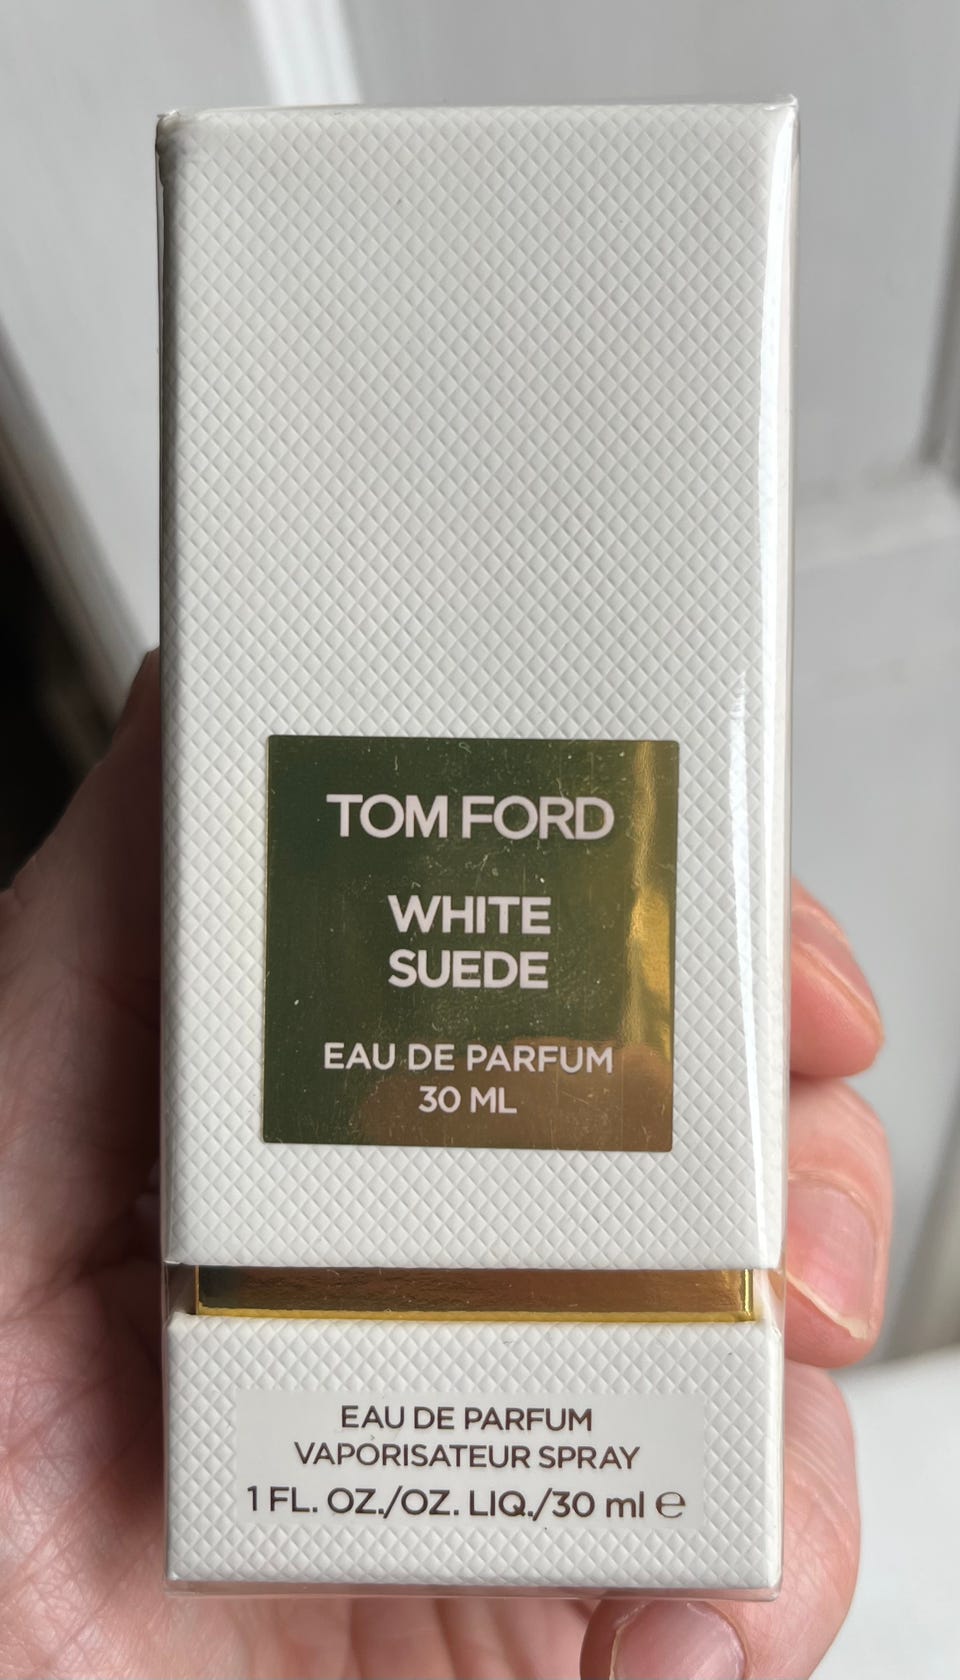 TOM FORD
WHITE
SUEDE
EAU DE PARFUM
30 ML
EAU DE PARFUM
VAPORISATEUR SPRAY
1 FL. OZ./OZ. LIQ./30 ml ℮